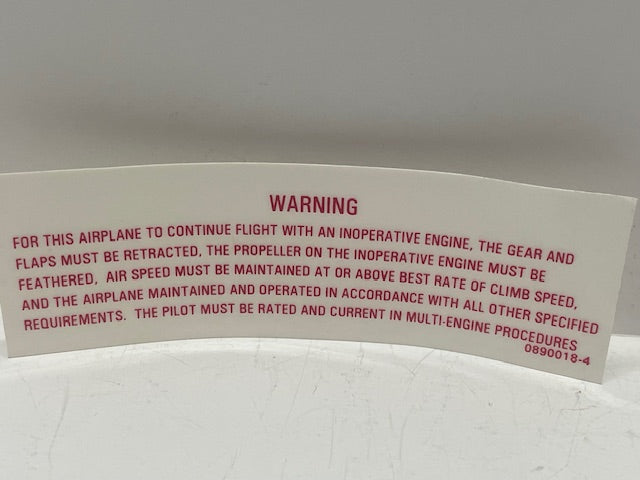 WARNING
FOR THIS AIRPLANE TO CONTINUE FLIGHT WITH AN INOPERATIVE ENGINE, THE GEAR AND
FLAPS MUST BE RETRACTED, THE PROPELLER ON THE INOPERATIVE ENGINE MUST BE
FEATHERED, AIR SPEED MUST BE MAINTAINED AT OR ABOVE BEST RATE OF CLIMB SPEED,
AND THE AIRPLANE MAINTAINED AND OPERATED IN ACCORDANCE WITH ALL OTHER SPECIFIED
REQUIREMENTS. THE PILOT MUST BE RATED AND CURRENT IN MULTI-ENGINE PROCEDURES
0890018-4